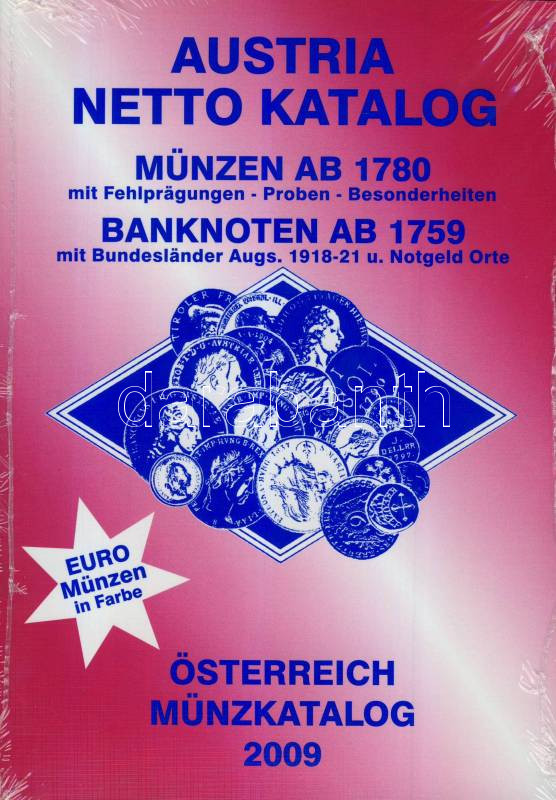 AUSTRIA
NETTO KATALOG
MÜNZEN AB 1780
mit Fehlprägungen - Proben - Besonderheiten
BANKNOTEN AB 1759
mit Bundesländer Augs. 1918-21 u. Notgeld Orte
darabanth
EURO
Münzen
in Farbe
ÖSTERREICH
MÜNZKATALOG
2009